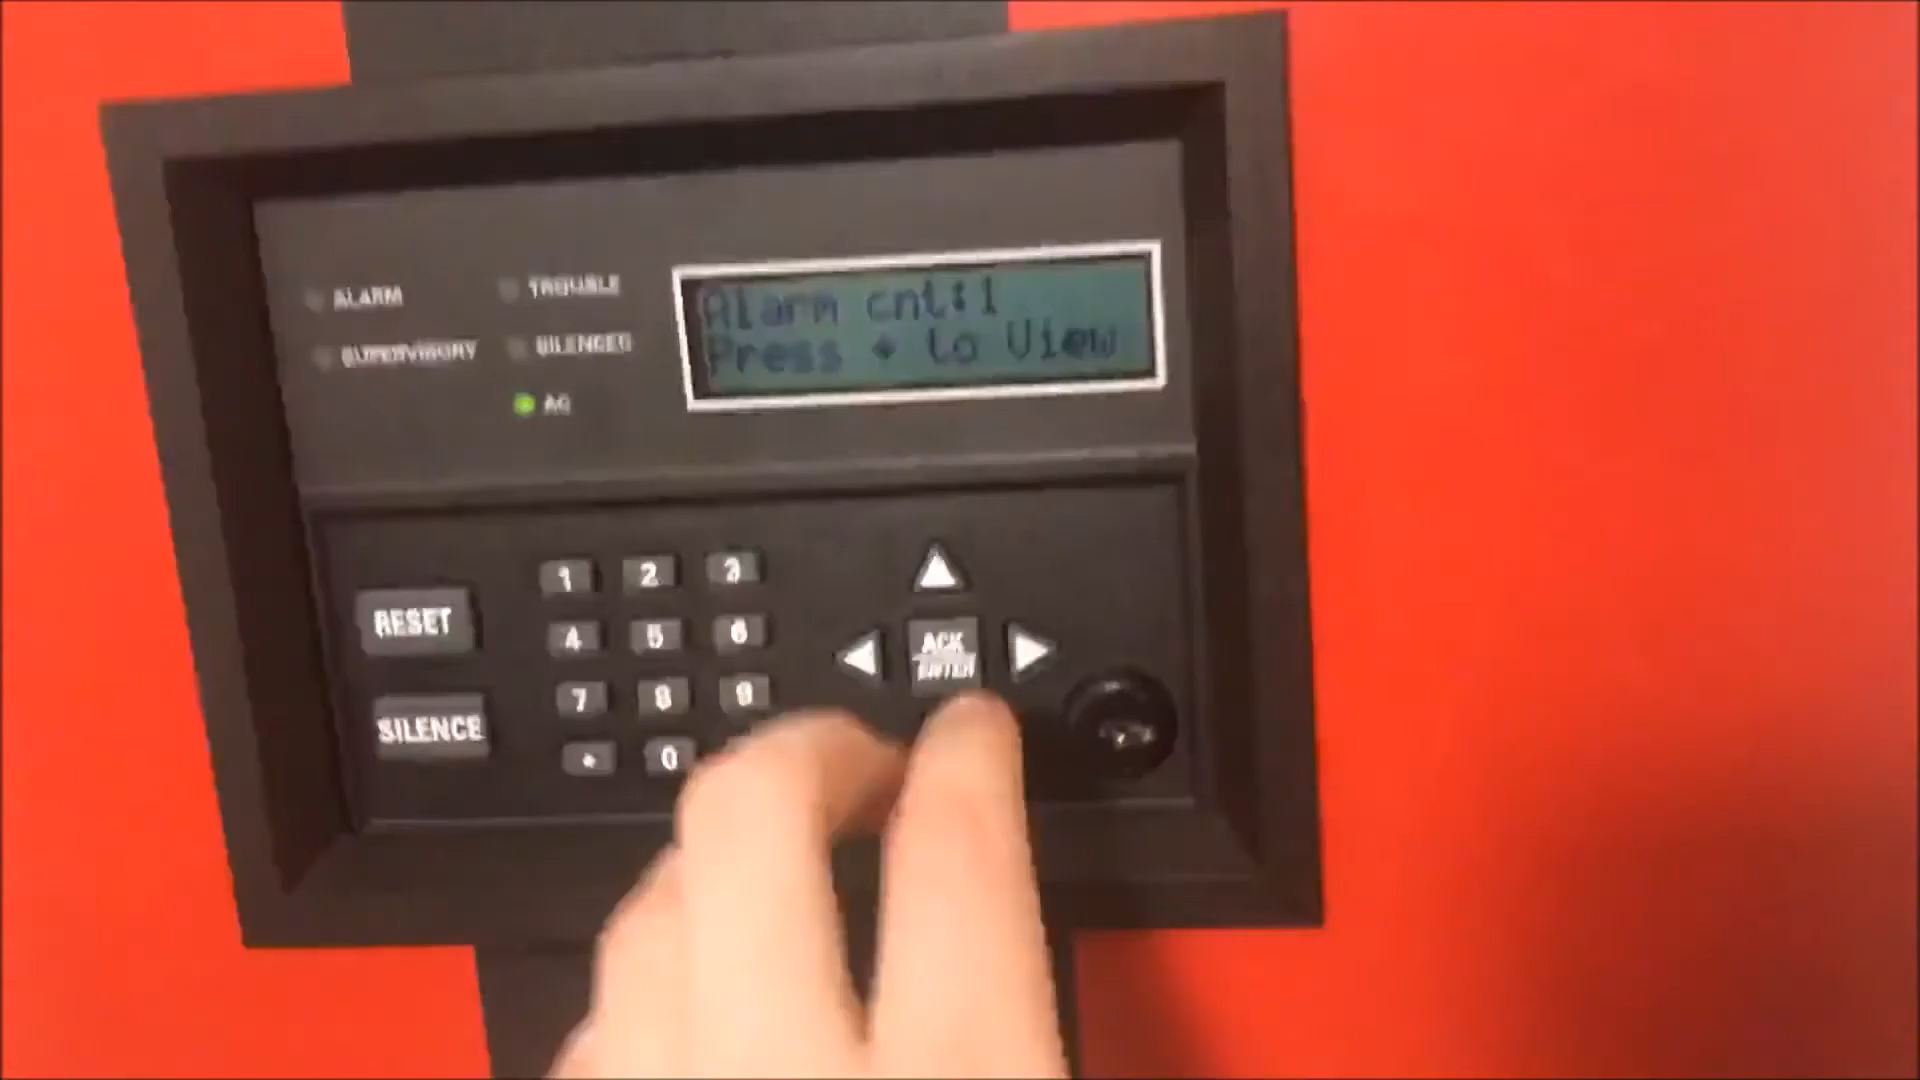 ALARM
TROUBLE
SUPERVISORY
SILENCED
AC
Alarm cnt:1
Press ♦ to View
RESET
SILENCE
1 2 3
4 5 6
7 8 9
* 0
ACK
ENTER